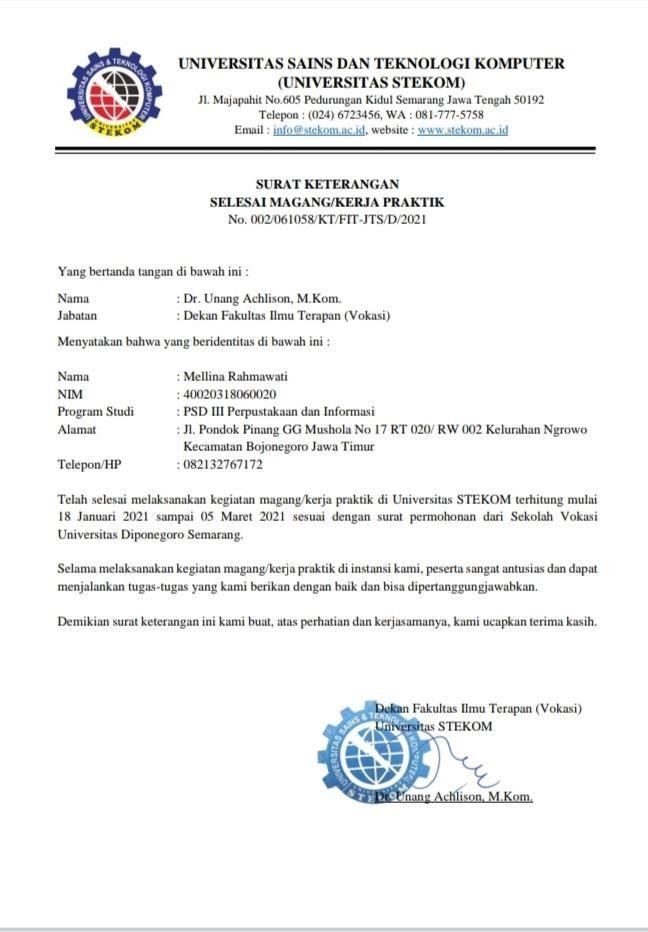 UNIVERSITAS SAINS & TEKNOLOGI KOMPUTER
UNIVERSITAS
STEKOM
UNIVERSITAS SAINS DAN TEKNOLOGI KOMPUTER
(UNIVERSITAS STEKOM)
Jl. Majapahit No.605 Pedurungan Kidul Semarang Jawa Tengah 50192
Telepon : (024) 6723456, WA : 081-777-5758
Email : info@stekom.ac.id, website : www.stekom.ac.id
SURAT KETERANGAN
SELESAI MAGANG/KERJA PRAKTIK
No. 002/061058/KT/FIT-JTS/D/2021
Yang bertanda tangan di bawah ini :
Nama : Dr. Unang Achlison, M.Kom.
Jabatan : Dekan Fakultas Ilmu Terapan (Vokasi)
Menyatakan bahwa yang beridentitas di bawah ini :
Nama : Mellina Rahmawati
NIM : 40020318060020
Program Studi : PSD III Perpustakaan dan Informasi
Alamat : Jl. Pondok Pinang GG Mushola No 17 RT 020/ RW 002 Kelurahan Ngrowo
Kecamatan Bojonegoro Jawa Timur
Telepon/HP : 082132767172
Telah selesai melaksanakan kegiatan magang/kerja praktik di Universitas STEKOM terhitung mulai
18 Januari 2021 sampai 05 Maret 2021 sesuai dengan surat permohonan dari Sekolah Vokasi
Universitas Diponegoro Semarang.
Selama melaksanakan kegiatan magang/kerja praktik di instansi kami, peserta sangat antusias dan dapat
menjalankan tugas-tugas yang kami berikan dengan baik dan bisa dipertanggungjawabkan.
Demikian surat keterangan ini kami buat, atas perhatian dan kerjasamanya, kami ucapkan terima kasih.
Dekan Fakultas Ilmu Terapan (Vokasi)
Universitas STEKOM
UNIVERSITAS SAINS & TEKNOLOGI KOMPUTER
STEKOM
Dr. Unang Achlison, M.Kom.